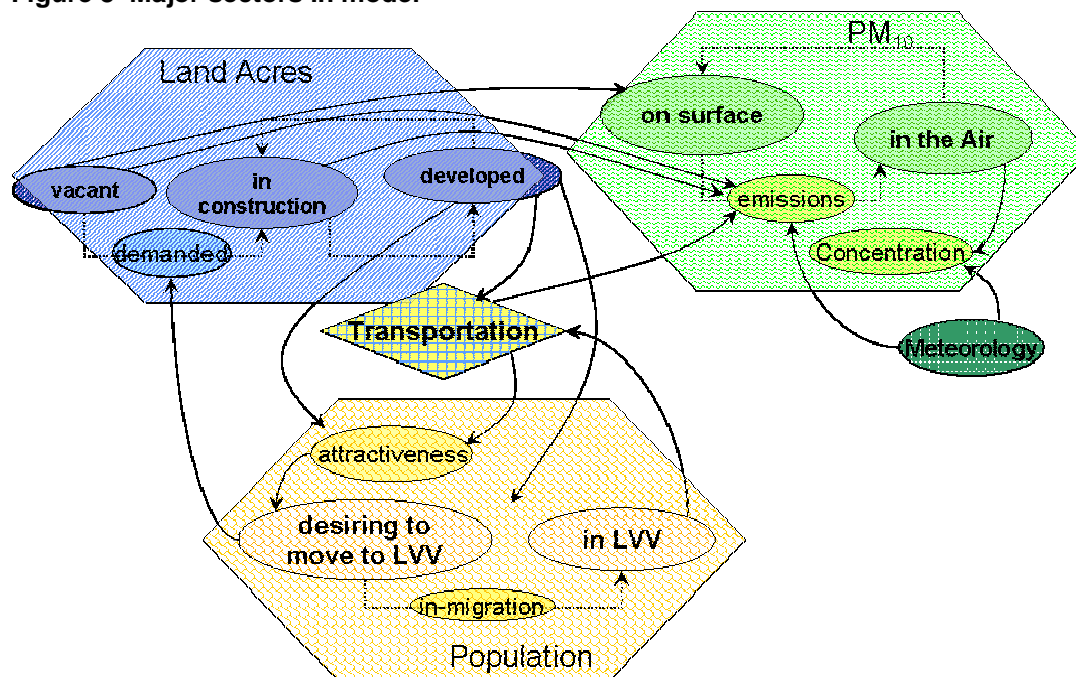 Figure 3 Major sectors in model
Land Acres
PM10
on surface
in the Air
vacant
in
construction
developed
emissions
demanded
Concentration
Transportation
Meteorology
attractiveness
desiring to
move to LVV
in LVV
in-migration
Population